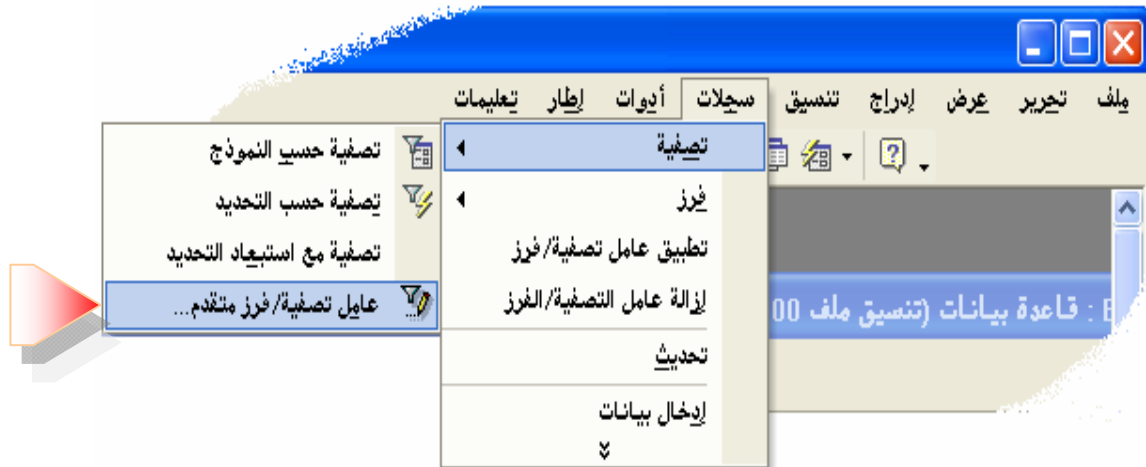 ملف تحرير عرض إدراج تنسيق سجلات أدوات إطار تعليمات
تصفية
فرز
تطبيق عامل تصفية/فرز
إزالة عامل التصفية/الفرز
تحديث
إدخال بيانات
تصفية حسب النموذج
تصفية حسب التحديد
تصفية مع استبعاد التحديد
عامل تصفية/فرز متقدم...
: قاعدة بيانات (تنسيق ملف 00